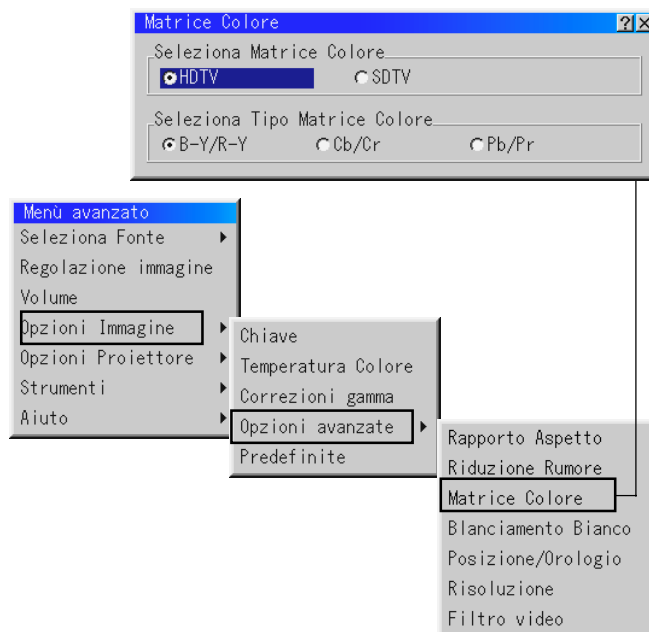 Matrice Colore ? ×
Seleziona Matrice Colore
HDTV SDTV
Seleziona Tipo Matrice Colore
B-Y/R-Y Cb/Cr Pb/Pr
Menù avanzato
Seleziona Fonte
Regolazione immagine
Volume
Opzioni Immagine
Opzioni Proiettore
Strumenti
Aiuto
Chiave
Temperatura Colore
Correzioni gamma
Opzioni avanzate
Predefinite
Rapporto Aspetto
Riduzione Rumore
Matrice Colore
Blanciamento Bianco
Posizione/Orologio
Risoluzione
Filtro video